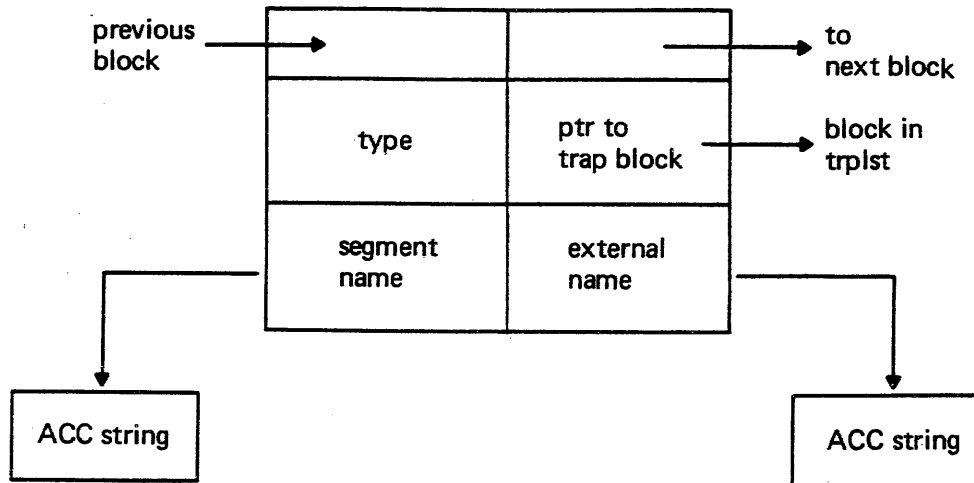 previous
block
to
next block
type
ptr to
trap block
block in
trplst
segment
name
external
name
ACC string
ACC string